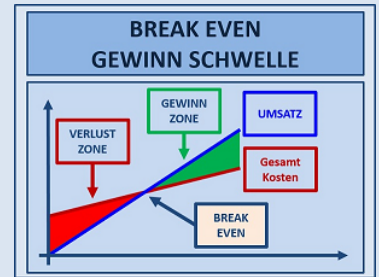 BREAK EVEN
GEWINN SCHWELLE
GEWINN
ZONE
UMSATZ
VERLUST
ZONE
Gesamt
Kosten
BREAK
EVEN